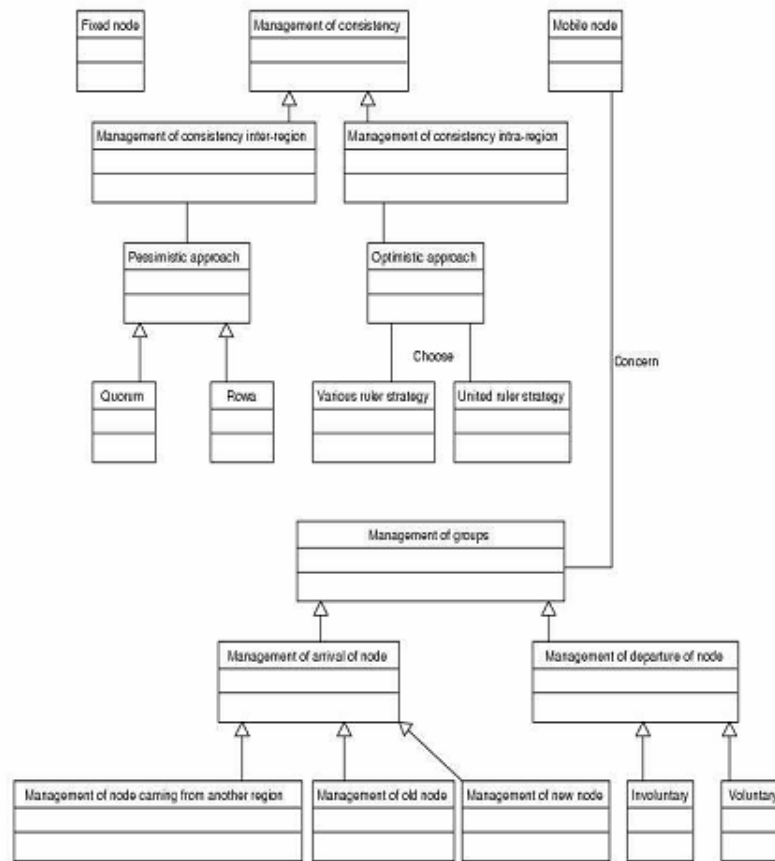 Fixed node
Management of consistency
Mobile node
Management of consistency inter-region
Management of consistency intra-region
Pessimistic approach
Optimistic approach
Choose
Concern
Quorum
Rowa
Various ruler strategy
United ruler strategy
Management of groups
Management of arrival of node
Management of departure of node
Management of node caming from another region
Management of old node
Management of new node
Involuntary
Voluntary